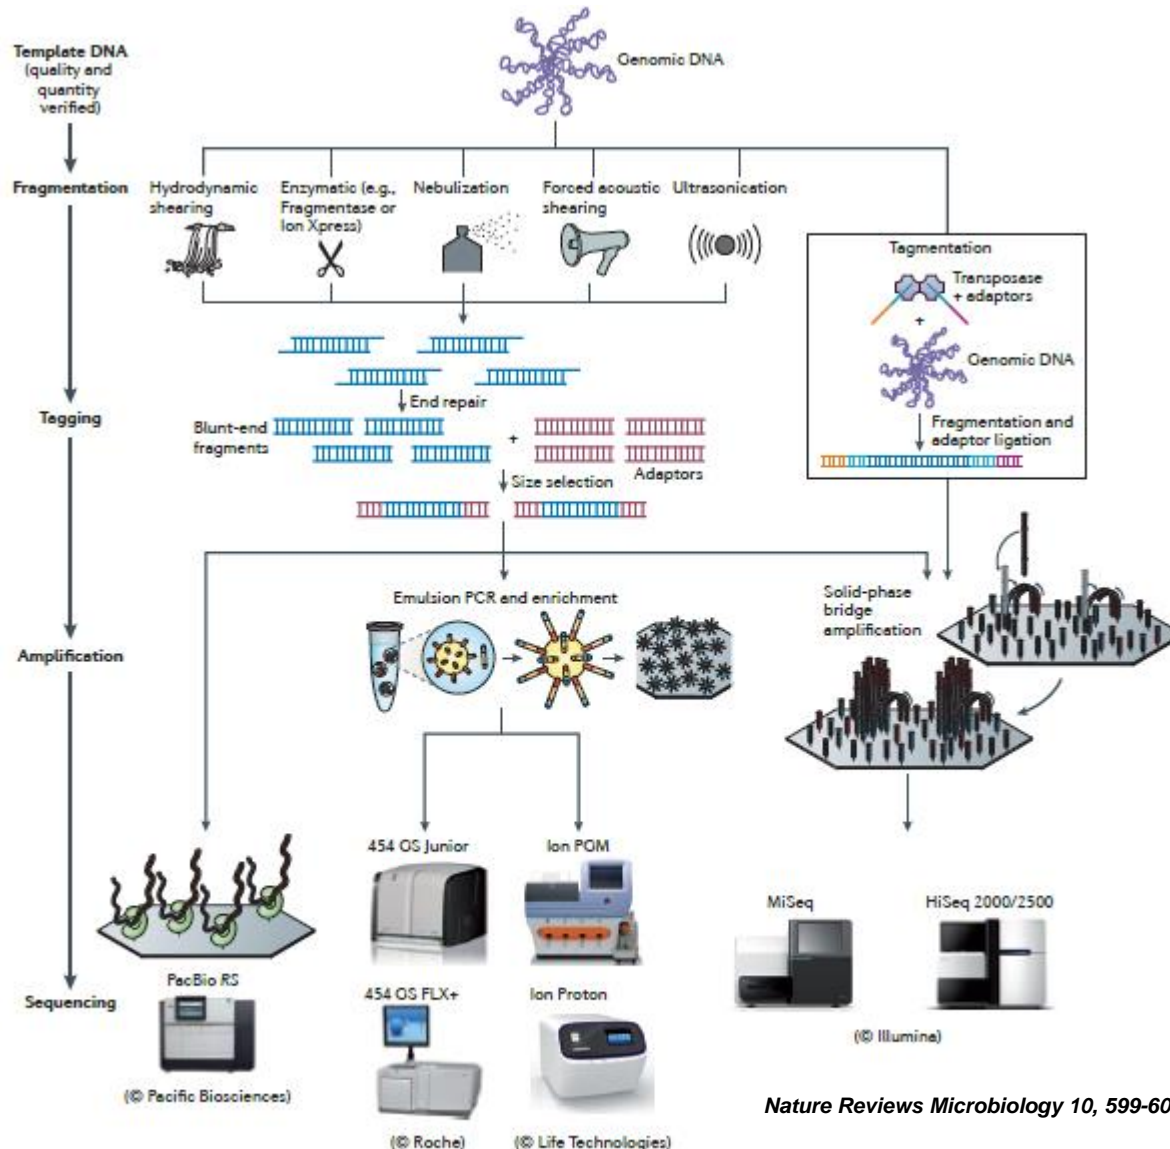 Template DNA
(quality and
quantity
verified)
Genomic DNA
Fragmentation
Hydrodynamic
shearing
Enzymatic (e.g.,
Fragmentase or
Ion Xpress)
Nebulization
Forced acoustic
shearing
Ultrasonication
Tagmentation
Transposase
+ adaptors
+
Genomic DNA
Fragmentation and
adaptor ligation
Tagging
End repair
Blunt-end
fragments
+
Adaptors
Size selection
Amplification
Emulsion PCR and enrichment
Solid-phase
bridge
amplification
Sequencing
PacBio RS
(© Pacific Biosciences)
454 GS Junior
454 GS FLX+
(© Roche)
Ion PGM
Ion Proton
(© Life Technologies)
MiSeq
HiSeq 2000/2500
(© Illumina)
Nature Reviews Microbiology 10, 599-60